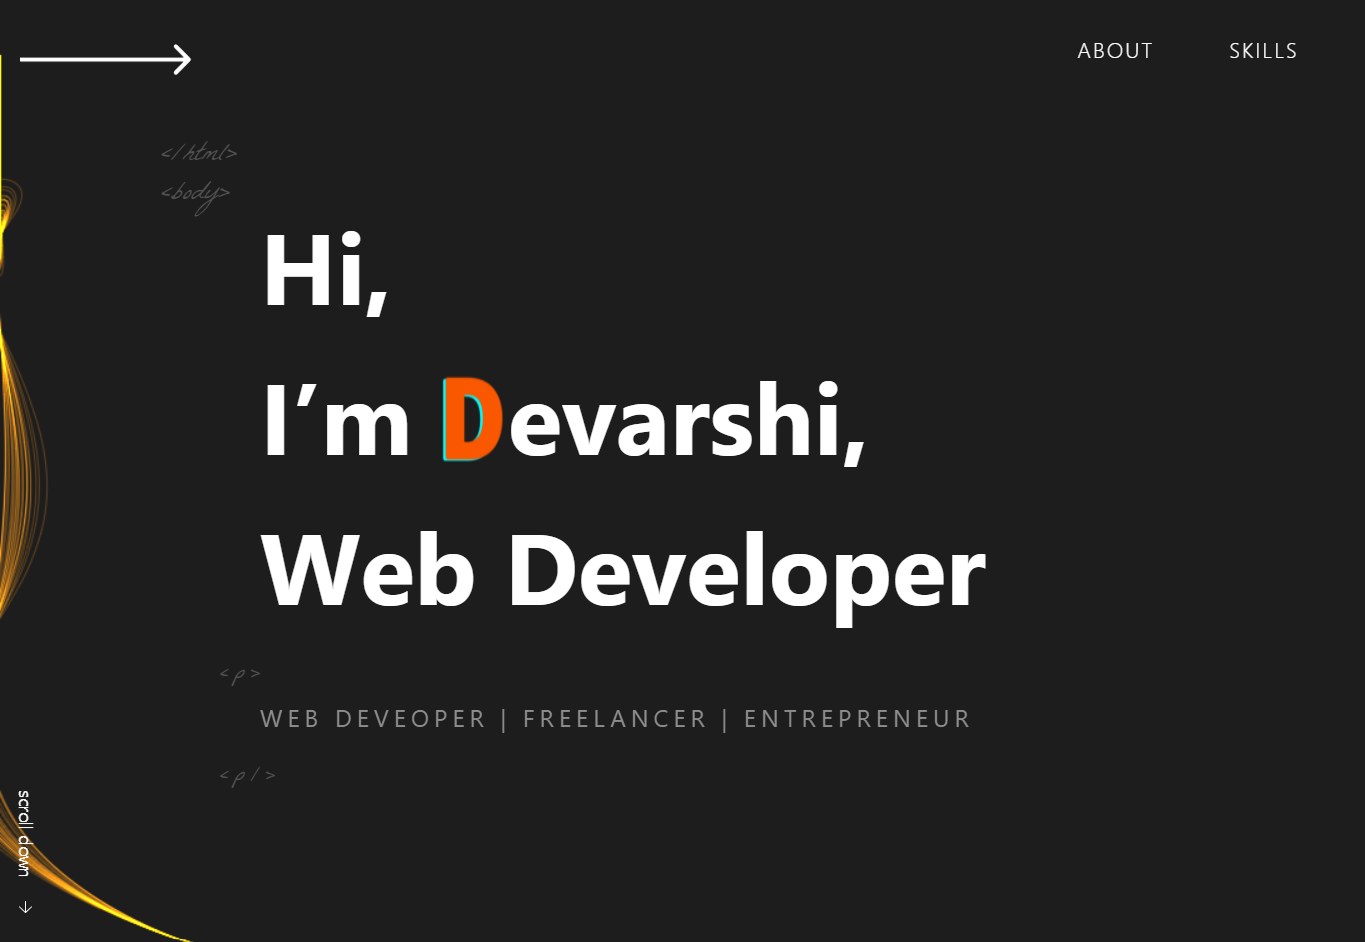 ABOUT SKILLS
</html>
<body>
Hi,
I’m Devarshi,
Web Developer
<p>
WEB DEVEOPER | FREELANCER | ENTREPRENEUR
<p/>
scroll down